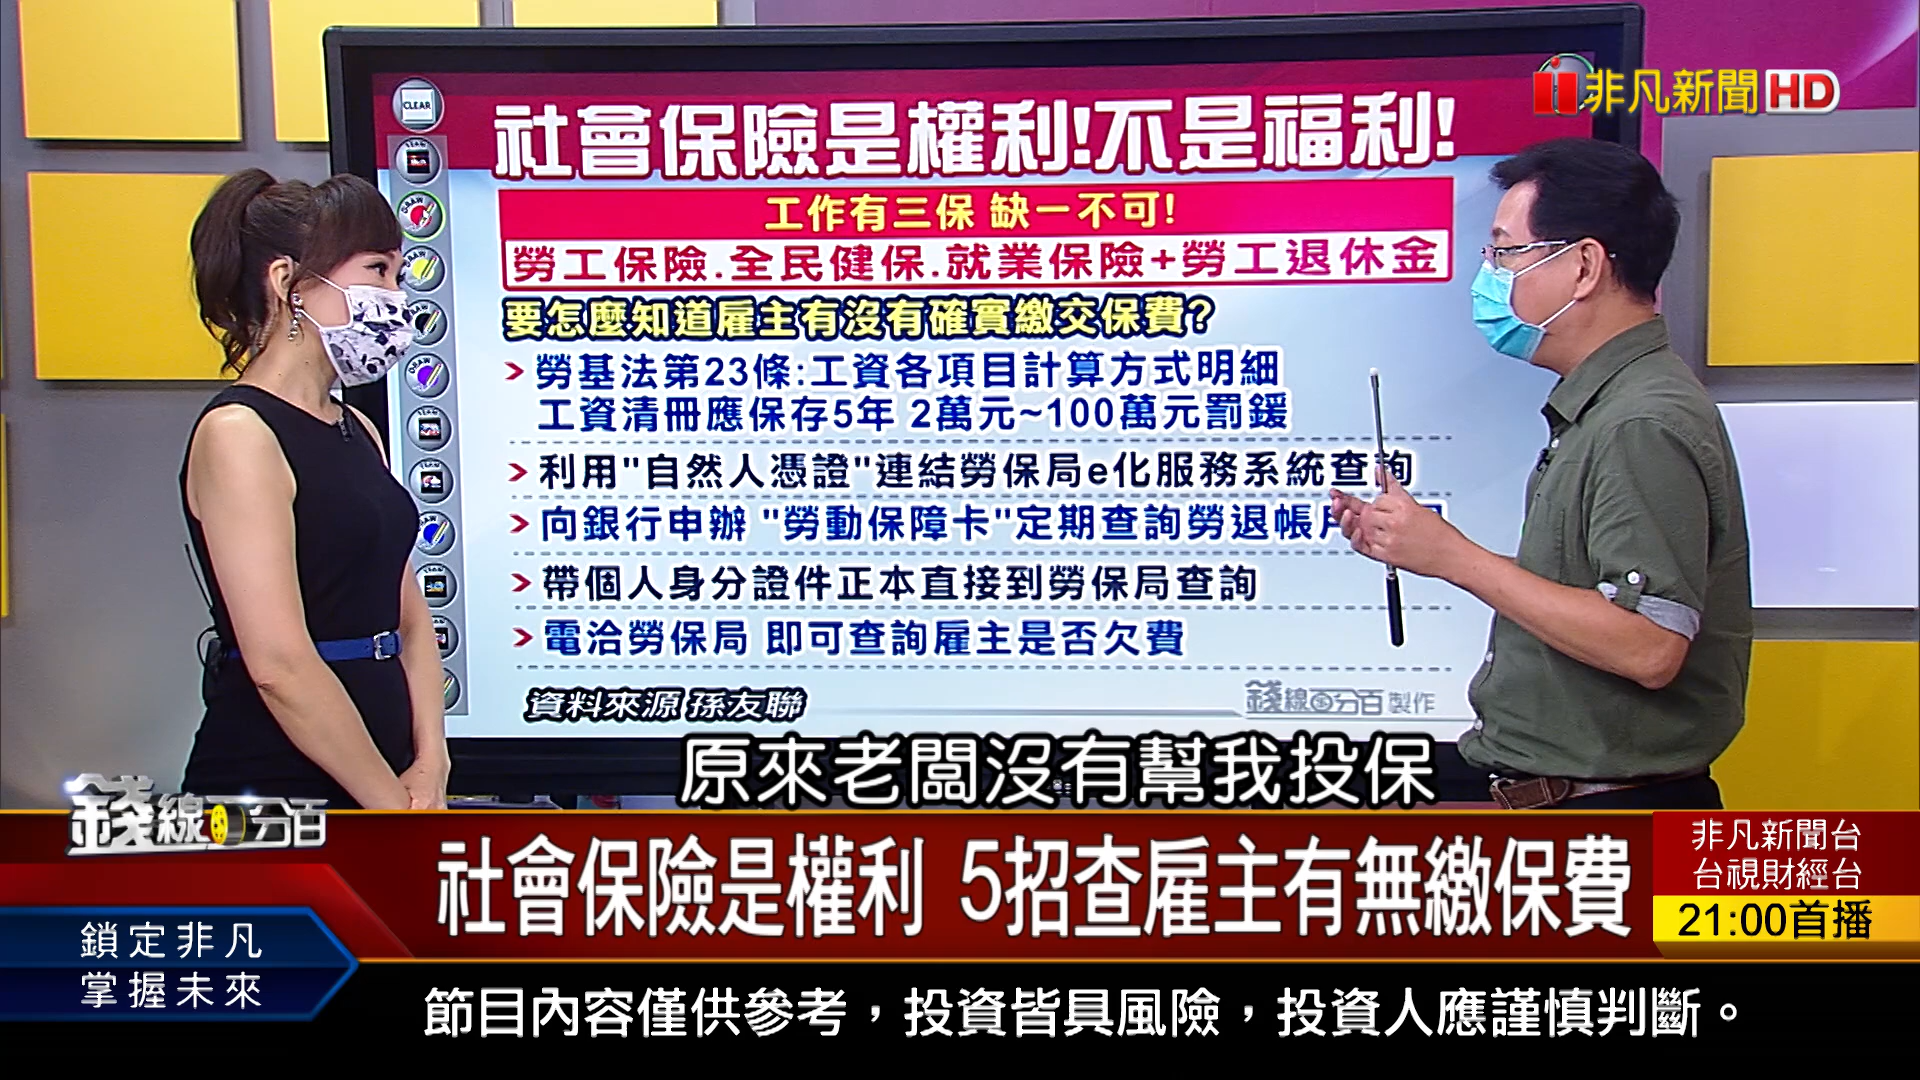 非凡新聞HD
CLEAR
社會保險是權利!不是福利!
工作有三保 缺一不可!
勞工保險.全民健保.就業保險+勞工退休金
要怎麼知道雇主有沒有確實繳交保費?
勞基法第23條:工資各項目計算方式明細
工資清冊應保存5年 2萬元~100萬元罰鍰
利用"自然人憑證"連結勞保局e化服務系統查詢
向銀行申辦 "勞動保障卡"定期查詢勞退帳
帶個人身分證件正本直接到勞保局查詢
電洽勞保局 即可查詢雇主是否欠費
資料來源 孫友聯
錢線百分百 製作
原來老闆沒有幫我投保
錢線百分百
社會保險是權利 5招查雇主有無繳保費
非凡新聞台
台視財經台
21:00首播
鎖定非凡
掌握未來
節目內容僅供參考，投資皆具風險，投資人應謹慎判斷。